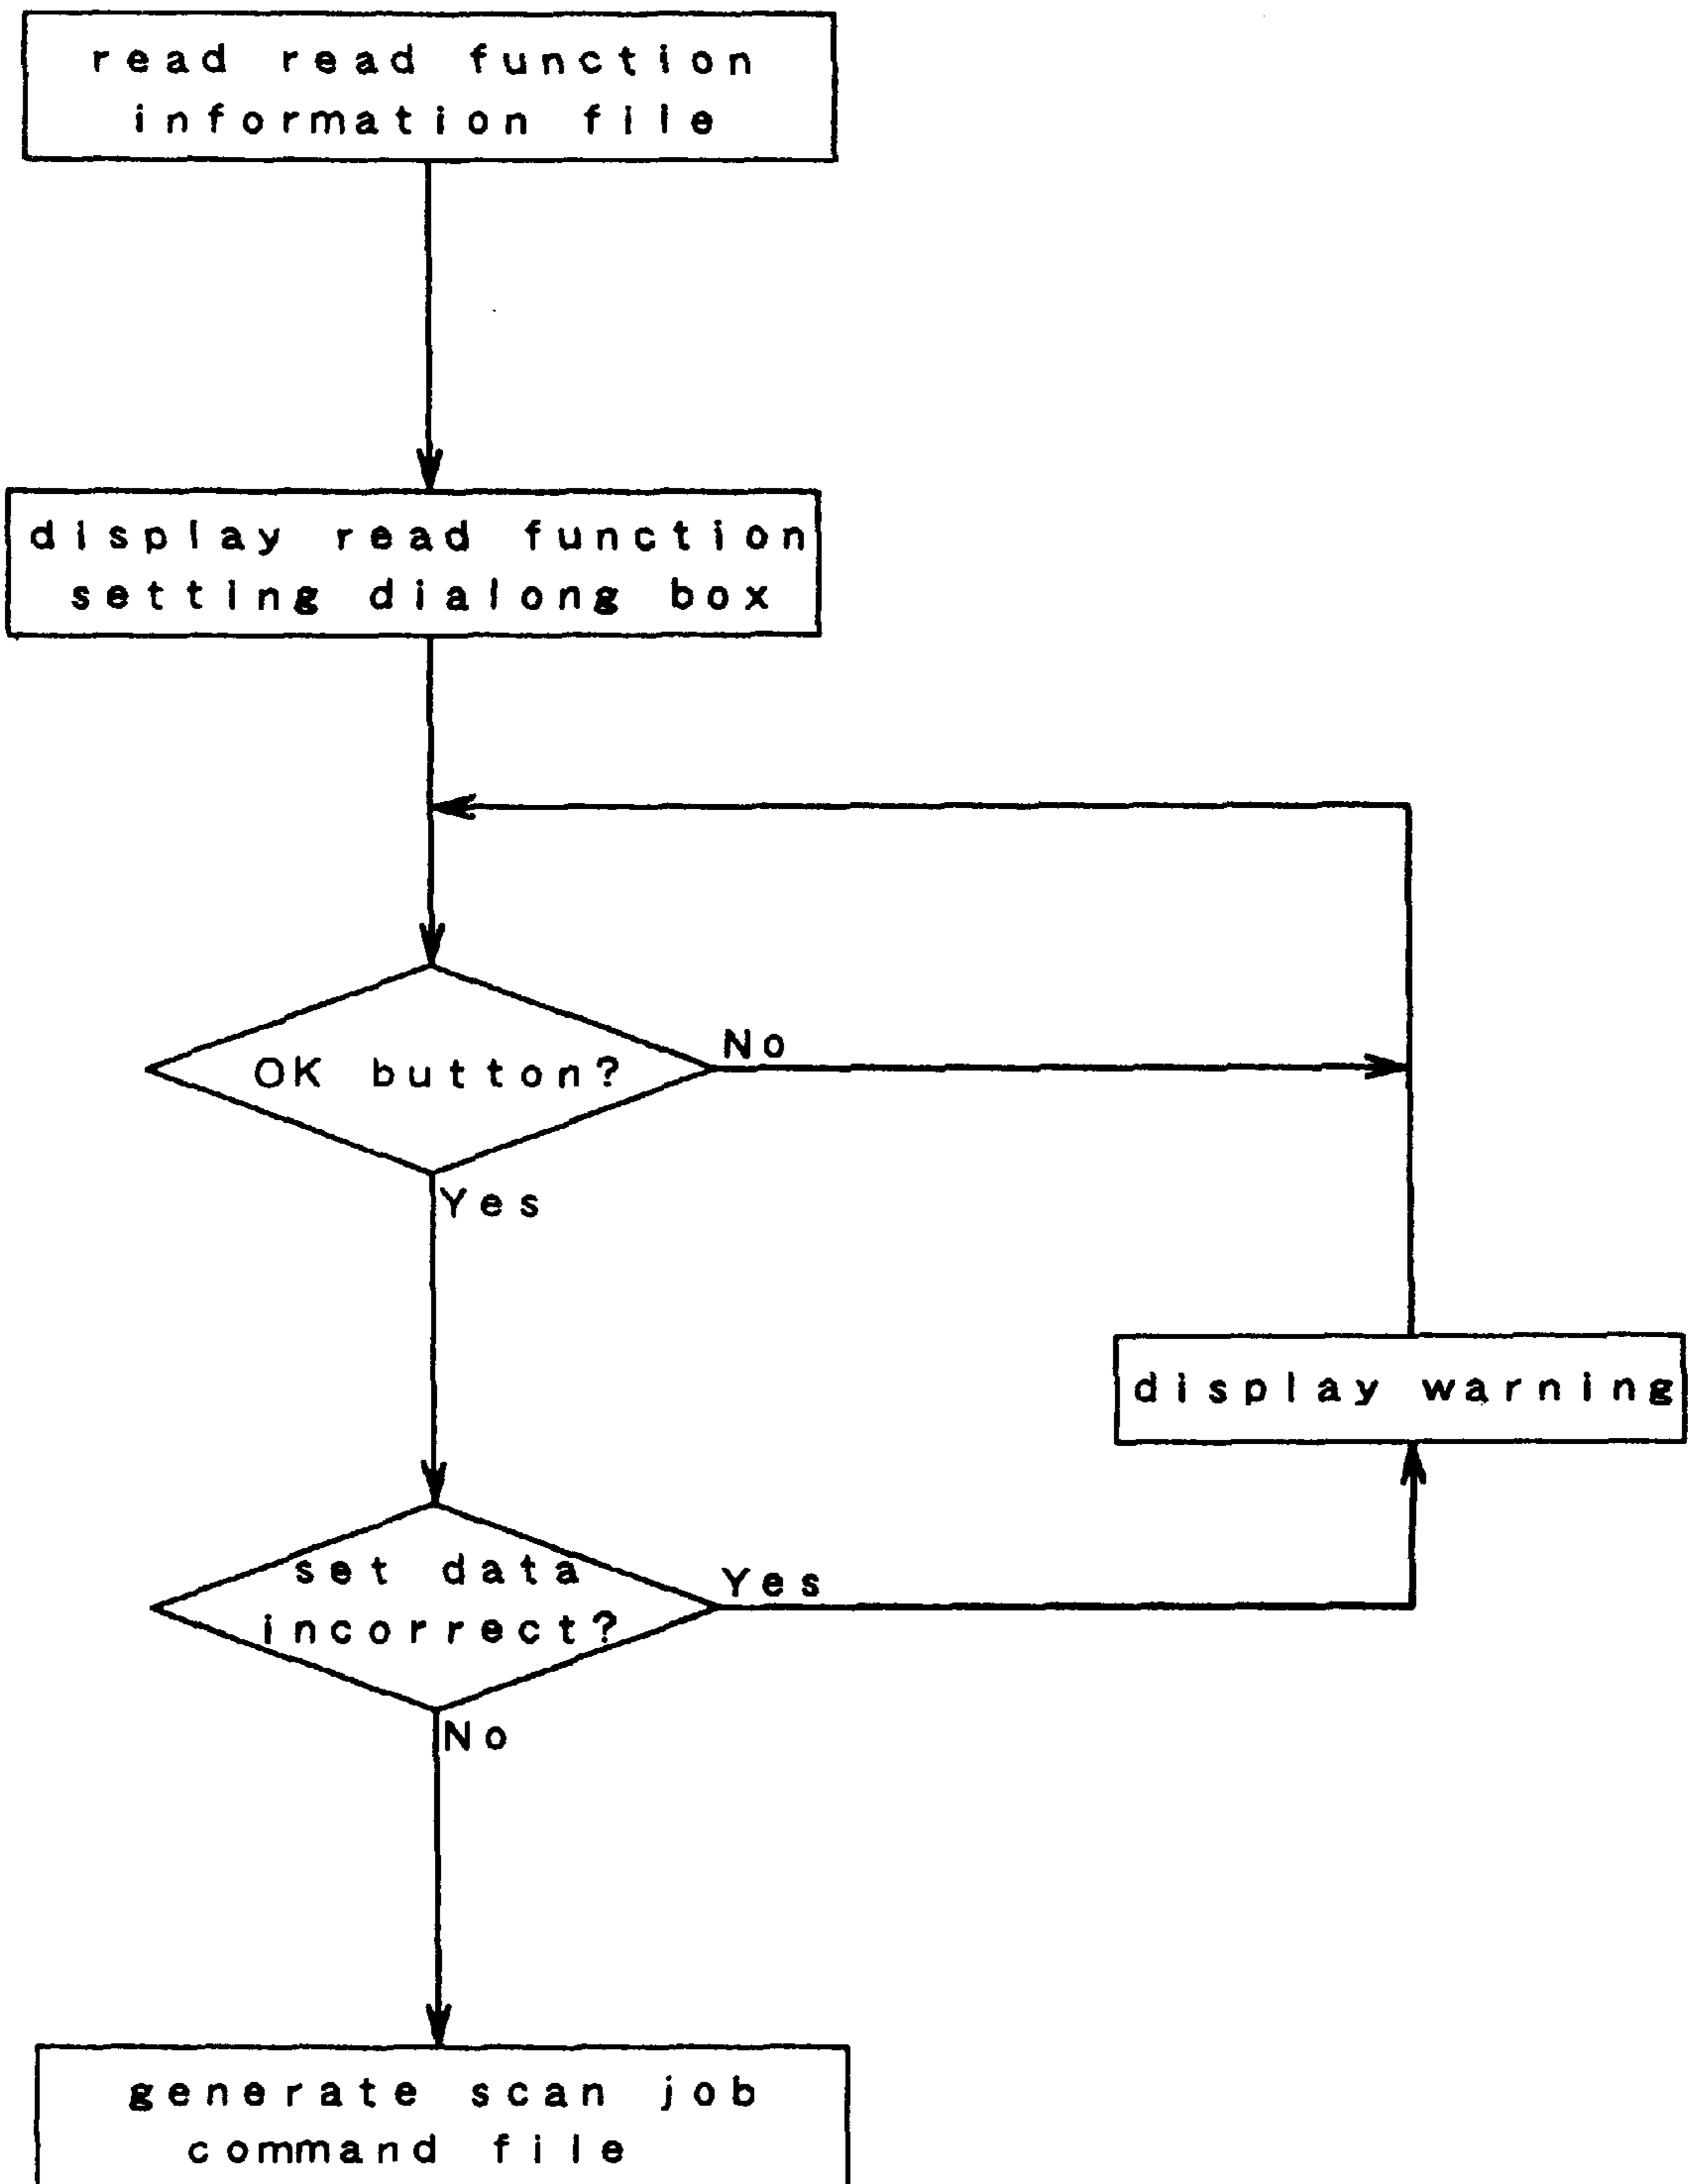 read read function
information file
display read function
setting dialong box
OK button?
No
Yes
display warning
set data
incorrect?
Yes
No
generate scan job
command file